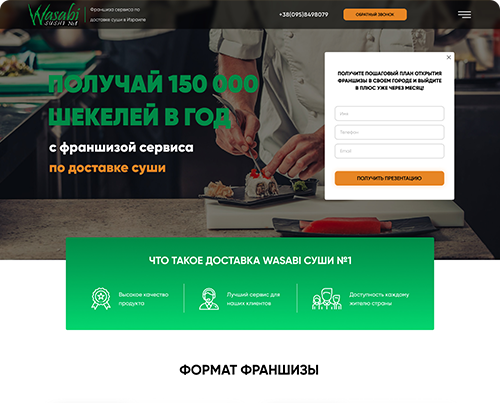 Wasabi
SUSHI №1
Франшиза сервиса по
доставке суши в Израиле
+38(095)8498079
ОБРАТНЫЙ ЗВОНОК
ПОЛУЧАЙ 150 000
ШЕКЕЛЕЙ В ГОД
с франшизой сервиса
по доставке суши
ПОЛУЧИТЕ ПОШАГОВЫЙ ПЛАН ОТКРЫТИЯ
ФРАНШИЗЫ В СВОЕМ ГОРОДЕ И ВЫЙДИТЕ
В ПЛЮС УЖЕ ЧЕРЕЗ МЕСЯЦ!
Имя
Телефон
Email
ПОЛУЧИТЬ ПРЕЗЕНТАЦИЮ
ЧТО ТАКОЕ ДОСТАВКА WASABI СУШИ №1
Высокое качество
продукта
Лучший сервис для
наших клиентов
Доступность каждому
жителю страны
ФОРМАТ ФРАНШИЗЫ